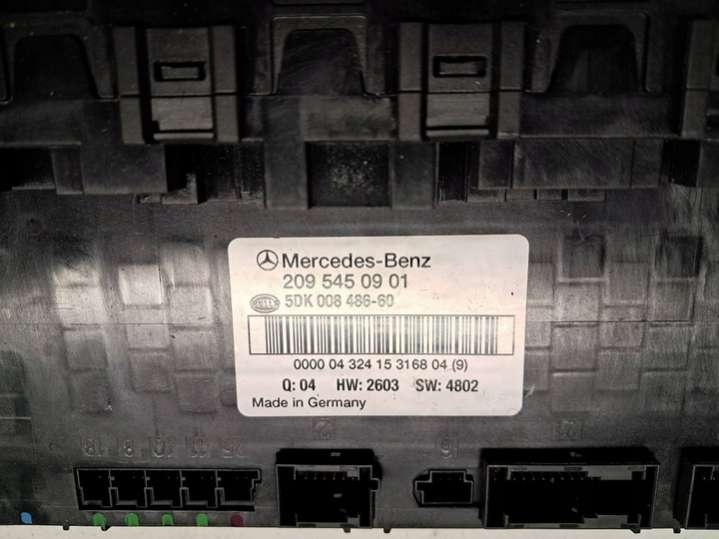 Mercedes-Benz
209 545 09 01
HELLA 5DK 008 486-60
0000 04 324 15 3168 04 (9)
Q: 04 HW: 2603 SW: 4802
Made in Germany